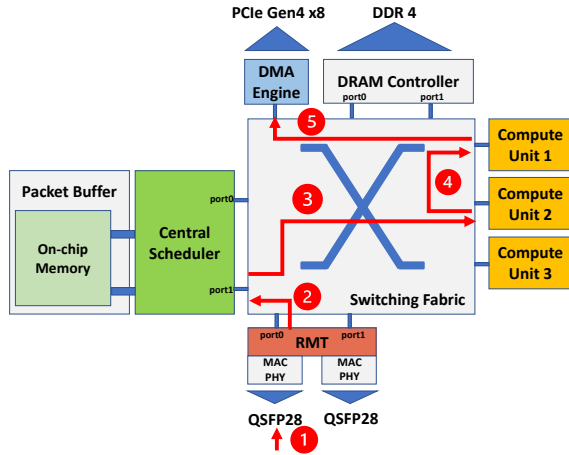 PCIe Gen4 x8
DDR 4
DMA
Engine
DRAM Controller
port0
port1
5
Compute
Unit 1
4
Packet Buffer
On-chip
Memory
Central
Scheduler
port0
port1
3
Compute
Unit 2
Compute
Unit 3
2
Switching Fabric
port0
port1
RMT
MAC
PHY
MAC
PHY
QSFP28
QSFP28
1